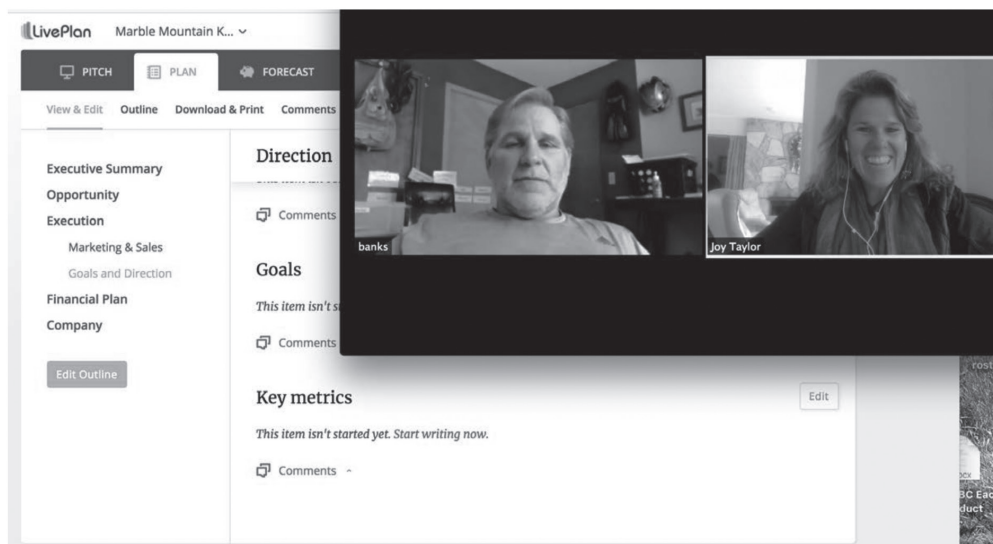 LivePlan Marble Mountain K...
PITCH PLAN FORECAST
View & Edit Outline Download & Print Comments
Executive Summary
Opportunity
Execution
Marketing & Sales
Goals and Direction
Financial Plan
Company
Edit Outline
Direction
Comments
Goals
This item isn't
Comments
Key metrics
Edit
This item isn't started yet. Start writing now.
Comments
banks
Joy Taylor